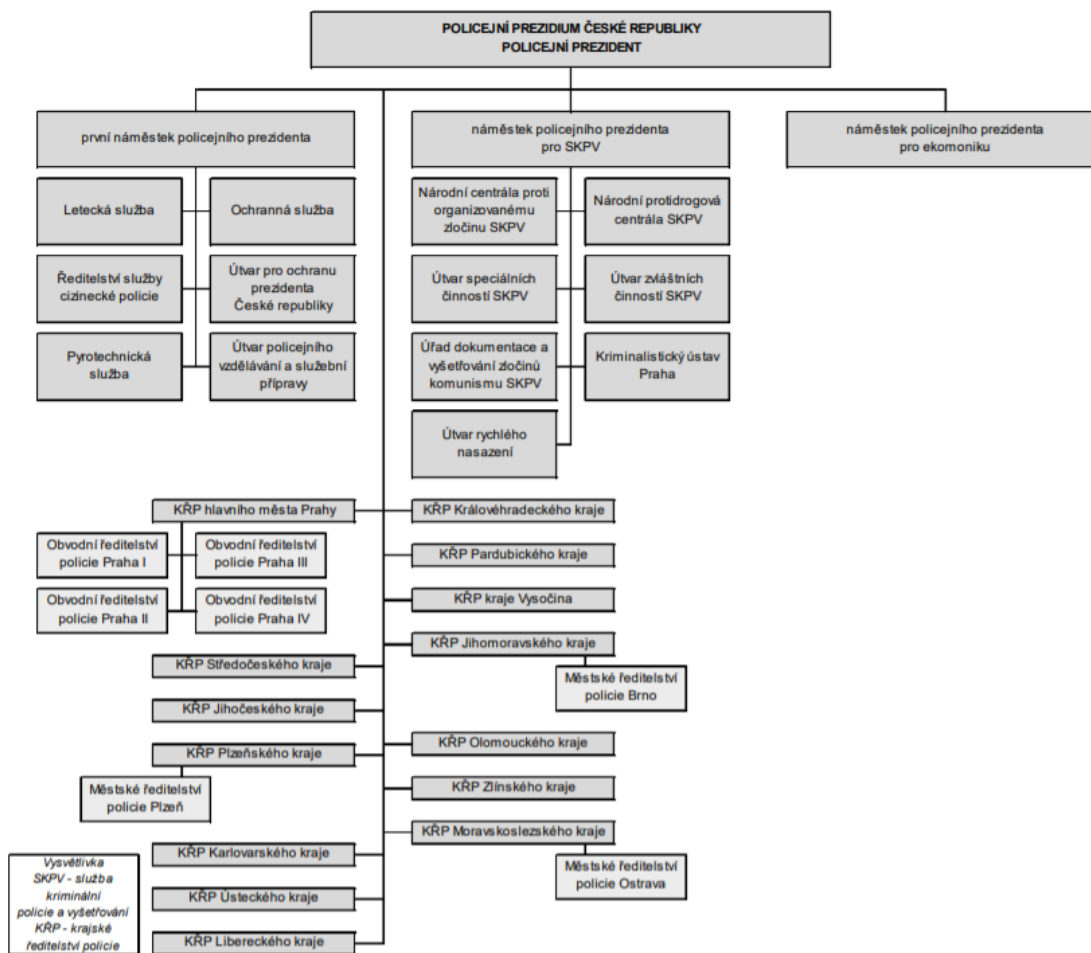 POLICEJNÍ PREZIDIUM ČESKÉ REPUBLIKY
POLICEJNÍ PREZIDENT
první náměstek policejního prezidenta
náměstek policejního prezidenta
pro SKPV
náměstek policejního prezidenta
pro ekomoniku
Letecká služba
Ochranná služba
Národní centrála proti
organizovanému
zločinu SKPV
Národní protidrogová
centrála SKPV
Ředitelství služby
cizinecké policie
Útvar pro ochranu
prezidenta
České republiky
Útvar speciálních
činností SKPV
Útvar zvláštních
činností SKPV
Pyrotechnická
služba
Útvar policejního
vzdělávání a služební
přípravy
Úřad dokumentace a
vyšetřování zločinů
komunismu SKPV
Kriminalistický ústav
Praha
Útvar rychlého
nasazení
KŘP hlavního města Prahy
Obvodní ředitelství
policie Praha I
Obvodní ředitelství
policie Praha III
Obvodní ředitelství
policie Praha II
Obvodní ředitelství
policie Praha IV
KŘP Středočeského kraje
KŘP Jihočeského kraje
KŘP Plzeňského kraje
Městské ředitelství
policie Plzeň
KŘP Karlovarského kraje
KŘP Ústeckého kraje
KŘP Libereckého kraje
KŘP Královéhradeckého kraje
KŘP Pardubického kraje
KŘP kraje Vysočina
KŘP Jihomoravského kraje
Městské ředitelství
policie Brno
KŘP Olomouckého kraje
KŘP Zlínského kraje
KŘP Moravskoslezského kraje
Městské ředitelství
policie Ostrava
Vysvětlivka
SKPV - služba
kriminální
policie a vyšetřování
KŘP - krajské
ředitelství policie